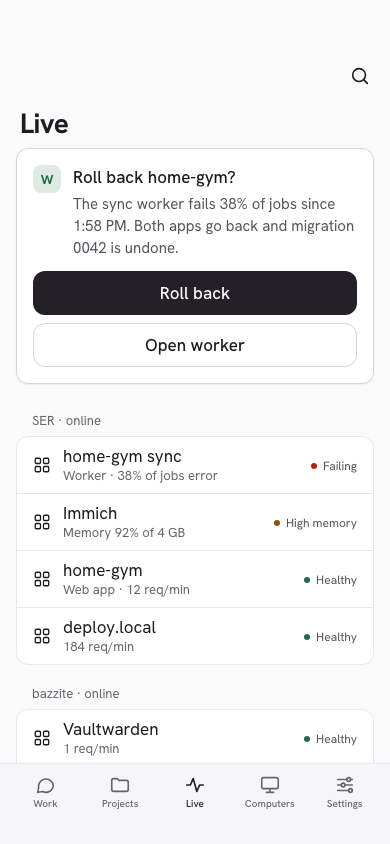 Live
W
Roll back home-gym?
The sync worker fails 38% of jobs since
1:58 PM. Both apps go back and migration
0042 is undone.
Roll back
Open worker
SER · online
home-gym sync
Worker · 38% of jobs error
Failing
Immich
Memory 92% of 4 GB
High memory
home-gym
Web app · 12 req/min
Healthy
deploy.local
184 req/min
Healthy
bazzite · online
Vaultwarden
1 req/min
Healthy
Work
Projects
Live
Computers
Settings